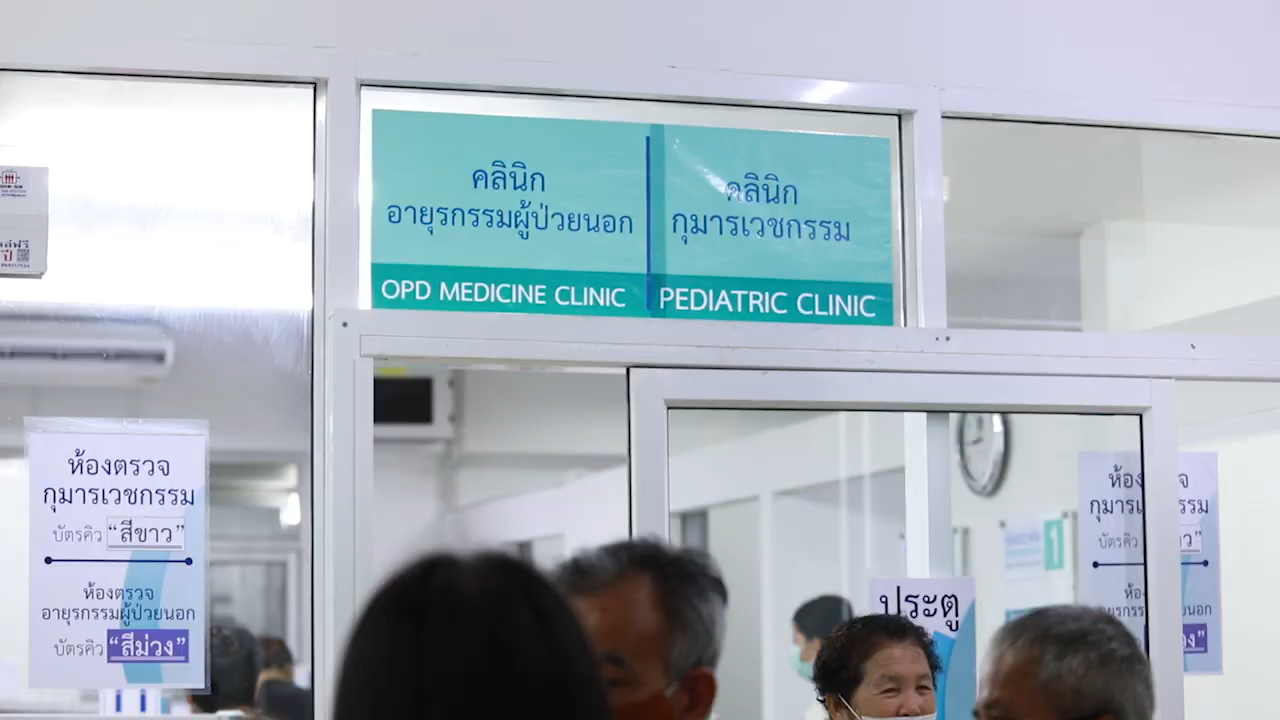 คลินิก
อายุรกรรมผู้ป่วยนอก
OPD MEDICINE CLINIC
คลินิก
กุมารเวชกรรม
PEDIATRIC CLINIC
ห้องตรวจ
กุมารเวชกรรม
บัตรคิว “สีขาว”
ห้องตรวจ
อายุรกรรมผู้ป่วยนอก
บัตรคิว “สีม่วง”
ประตู
1
บัตรคิว